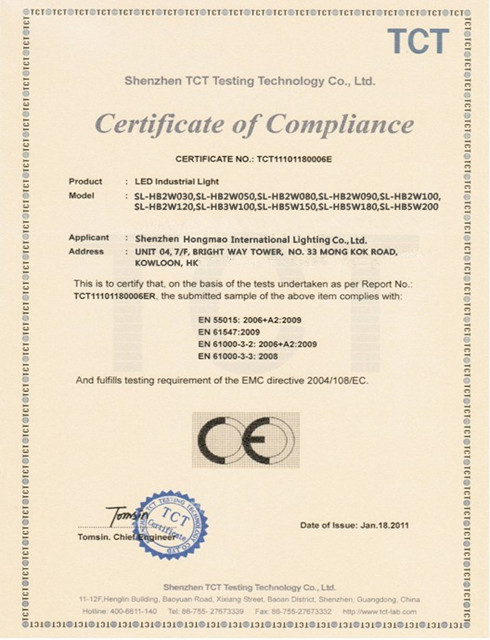 TCT
Shenzhen TCT Testing Technology Co., Ltd.
Certificate of Compliance
CERTIFICATE NO.: TCT11101180006E
Product : LED Industrial Light
Model : SL-HB2W030,SL-HB2W050,SL-HB2W080,SL-HB2W090,SL-HB2W100,
SL-HB2W120,SL-HB3W100,SL-HB5W150,SL-HB5W180,SL-HB5W200
Applicant : Shenzhen Hongmao International Lighting Co., Ltd.
Address : UNIT 04, 7/F, BRIGHT WAY TOWER, NO. 33 MONG KOK ROAD,
KOWLOON, HK
This is to certify that, on the basis of the tests undertaken as per Report No.:
TCT11101180006ER, the submitted sample of the above item complies with:
EN 55015: 2006+A2:2009
EN 61547:2009
EN 61000-3-2: 2006+A2:2009
EN 61000-3-3: 2008
And fulfills testing requirement of the EMC directive 2004/108/EC.
CE
Tomsin
TCT
Certificate
Tomsin. Chief Engineer
Date of Issue: Jan.18.2011
Shenzhen TCT Testing Technology Co., Ltd.
11-12F,Henglin Building, Baoyuan Road, Xixiang Street, Baoan District, Shenzhen, Guangdong, China
Hotline: 400-6611-140 Tel: 86-755- 27673339 Fax: 86-755-27673332 http://www.tct-lab.com